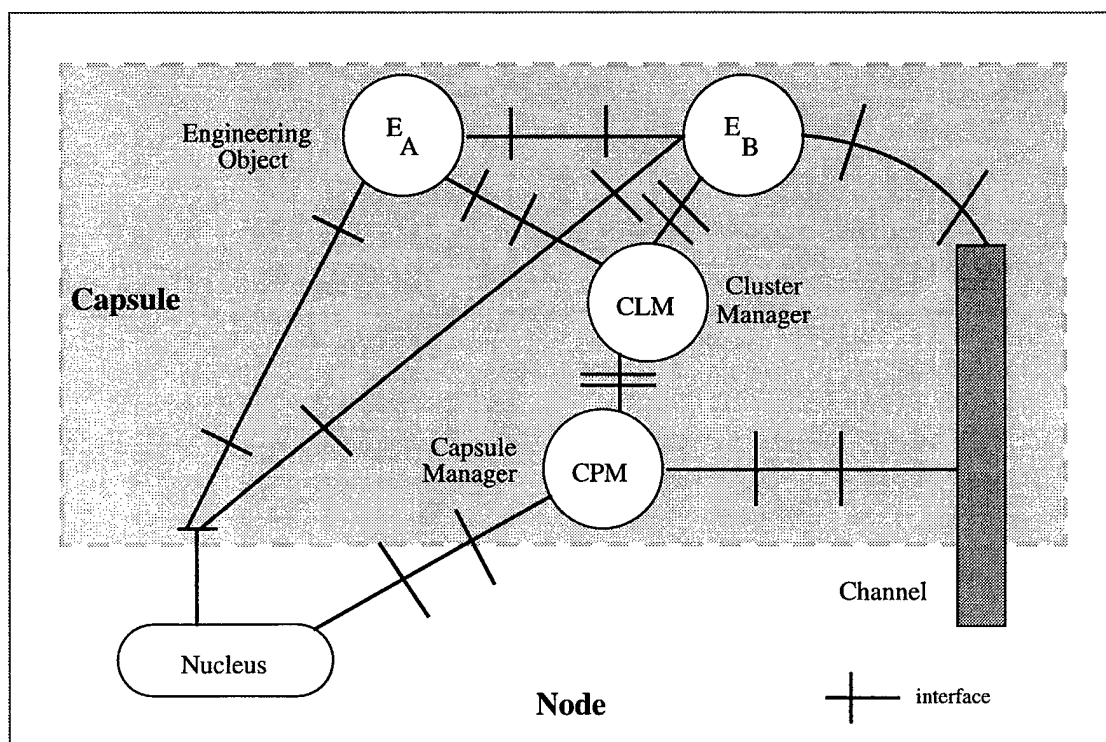 E A
E B
Engineering
Object
Capsule
CLM
Cluster
Manager
Capsule
Manager
CPM
Channel
Nucleus
Node
interface